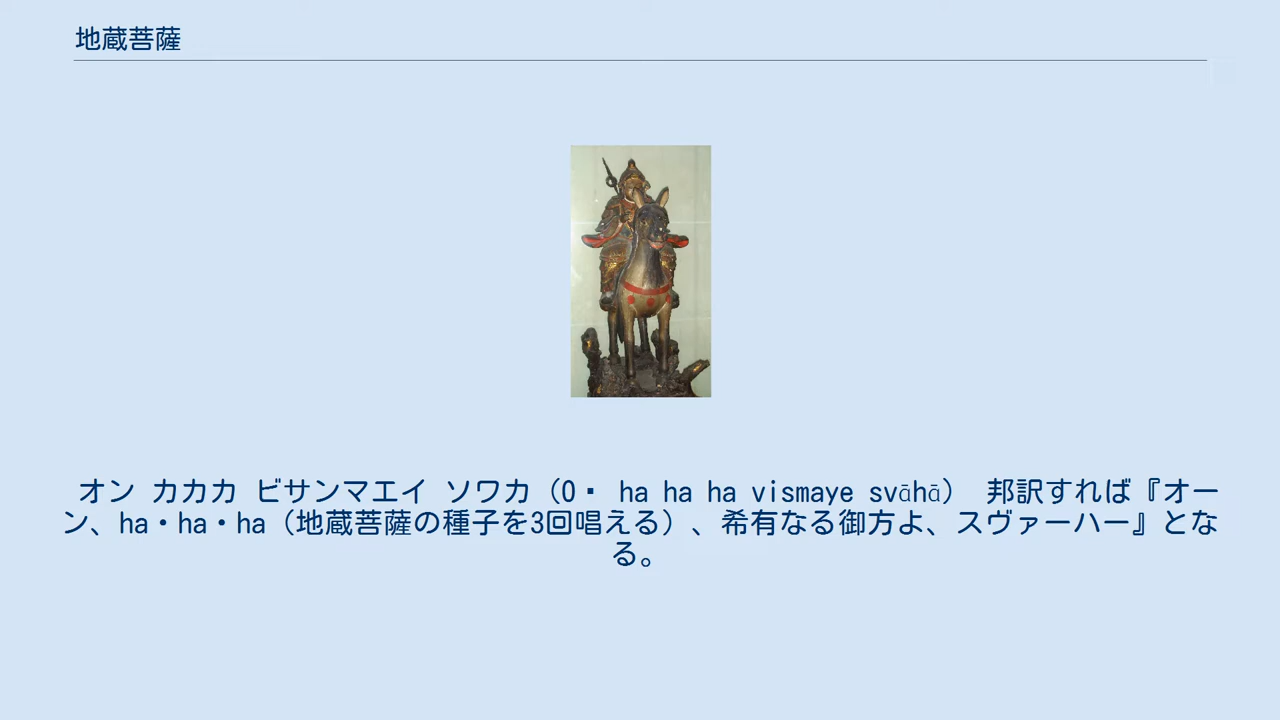 地蔵菩薩
オン カカカ ビサンマエイ ソワカ（O▪ ha ha ha vismaye svāhā） 邦訳すれば『オー
ン、ha・ha・ha（地蔵菩薩の種子を3回唱える）、希有なる御方よ、スヴァーハー』とな
る。